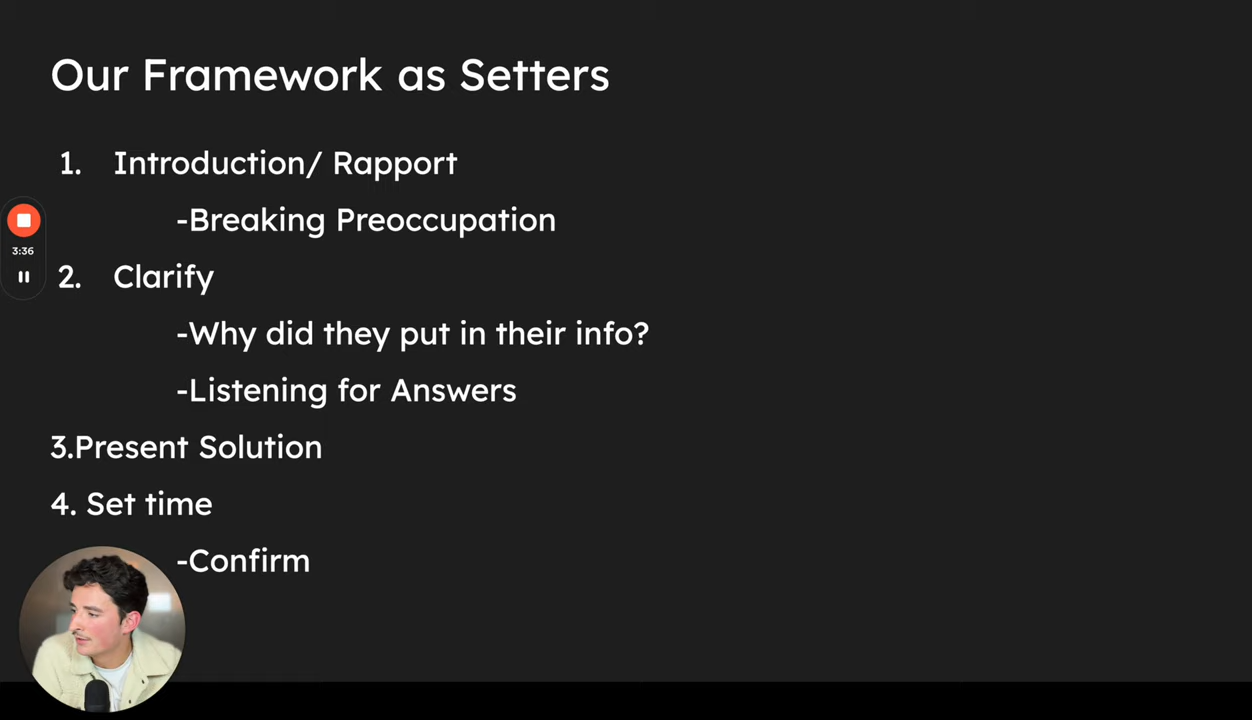 Our Framework as Setters
1. Introduction/ Rapport
-Breaking Preoccupation
3:36
2. Clarify
-Why did they put in their info?
-Listening for Answers
3.Present Solution
4. Set time
-Confirm